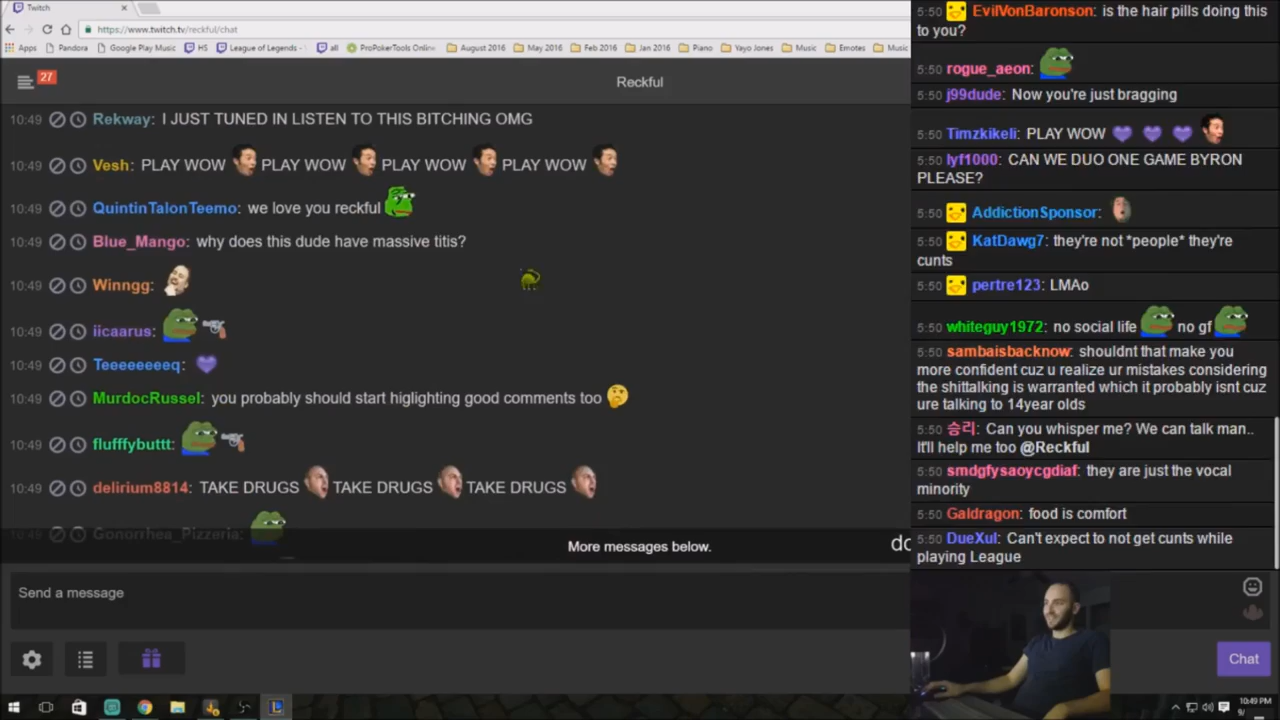 Twitch
https://www.twitch.tv/reckful/chat
Apps Pandora Google Play Music HS League of Legends - all ProPokerTools Online August 2016 May 2016 Feb 2016 Jan 2016 Piano Yayo Jones Music Emotes Music
27
Reckful
10:49 Rekway: I JUST TUNED IN LISTEN TO THIS BITCHING OMG
10:49 Vesh: PLAY WOW PLAY WOW PLAY WOW PLAY WOW
10:49 QuintinTalonTeemo: we love you reckful
10:49 Blue_Mango: why does this dude have massive titis?
10:49 Winngg:
10:49 iicaarus:
10:49 Teeeeeeeeq:
10:49 MurdocRussel: you probably should start higlighting good comments too
10:49 flufffybuttt:
10:49 delirium8814: TAKE DRUGS TAKE DRUGS TAKE DRUGS
10:49 Gonorrhea_Pizzeria:
More messages below.
Send a message
5:50 EvilVonBaronson: is the hair pills doing this
to you?
5:50 rogue_aeon:
5:50 j99dude: Now you're just bragging
5:50 Timzkikeli: PLAY WOW
5:50 lyf1000: CAN WE DUO ONE GAME BYRON
PLEASE?
5:50 AddictionSponsor:
5:50 KatDawg7: they're not *people* they're
cunts
5:50 pertre123: LMAo
5:50 whiteguy1972: no social life no gf
5:50 sambaisbacknow: shouldnt that make you
more confident cuz u realize ur mistakes considering
the shittalking is warranted which it probably isnt cuz
ure talking to 14year olds
5:50 승리: Can you whisper me? We can talk man..
It'll help me too @Reckful
5:50 smdgfysaoycgdiaf: they are just the vocal
minority
5:50 Galdragon: food is comfort
5:50 DueXul: Can't expect to not get cunts while
playing League
Chat
10:49 PM